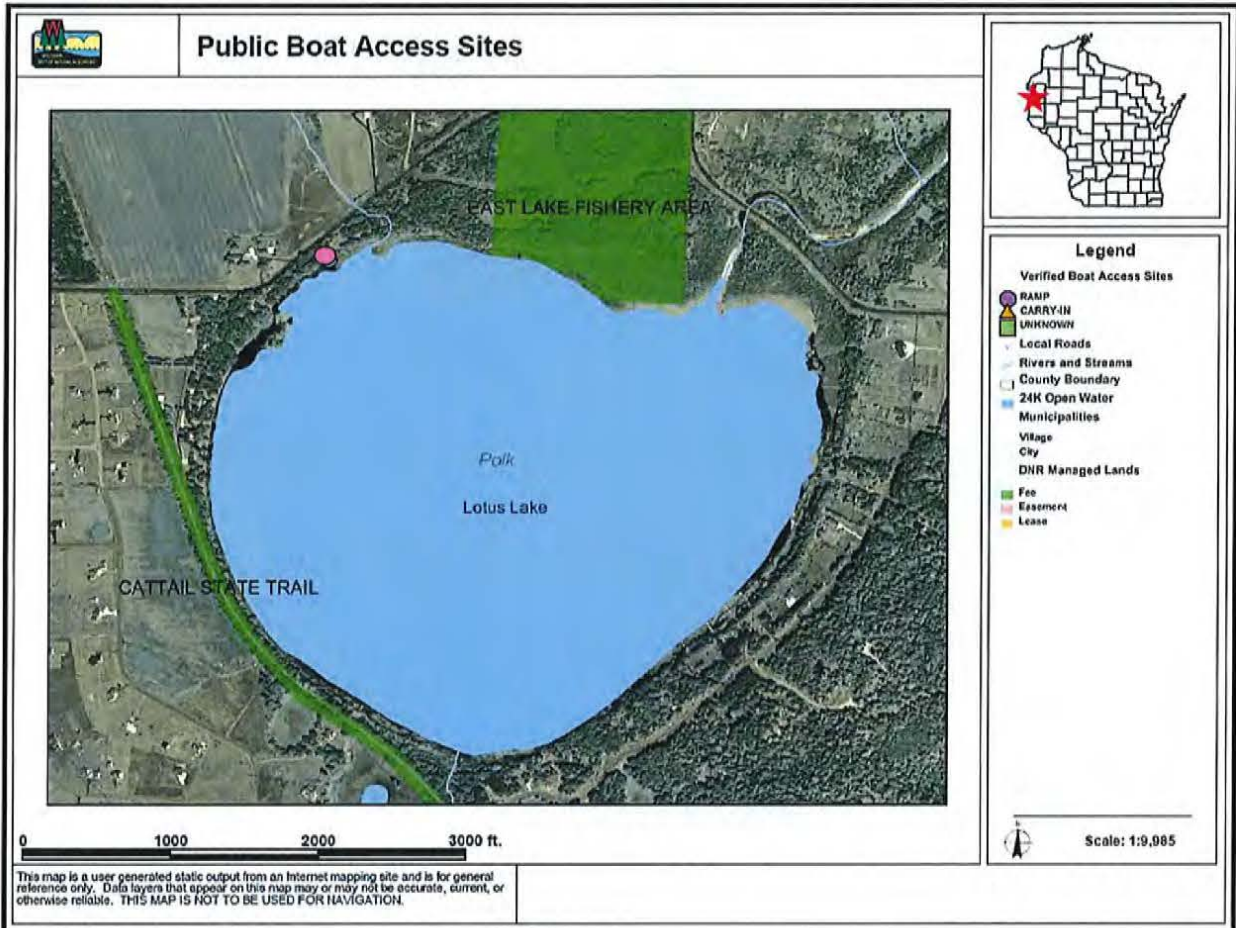 Public Boat Access Sites
EAST LAKE FISHERY AREA
Polk
Lotus Lake
CATTAIL STATE TRAIL
Legend
Verified Boat Access Sites
RAMP
CARRY-IN
UNKNOWN
Local Roads
Rivers and Streams
County Boundary
24K Open Water
Municipalities
Village
City
DNR Managed Lands
Fee
Easement
Lease
Scale: 1:9,985
0 1000 2000 3000 ft.
This map is a user generated static output from an Internet mapping site and is for general
reference only. Data layers that appear on this map may or may not be accurate, current, or
otherwise reliable. THIS MAP IS NOT TO BE USED FOR NAVIGATION.